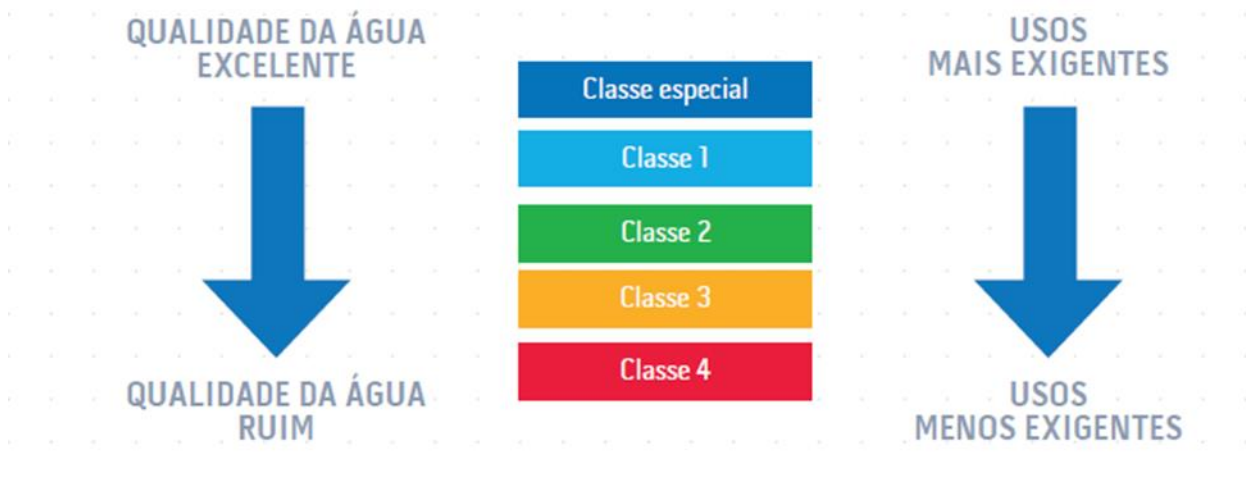 QUALIDADE DA ÁGUA
EXCELENTE
USOS
MAIS EXIGENTES
Classe especial
Classe 1
Classe 2
Classe 3
Classe 4
QUALIDADE DA ÁGUA
RUIM
USOS
MENOS EXIGENTES